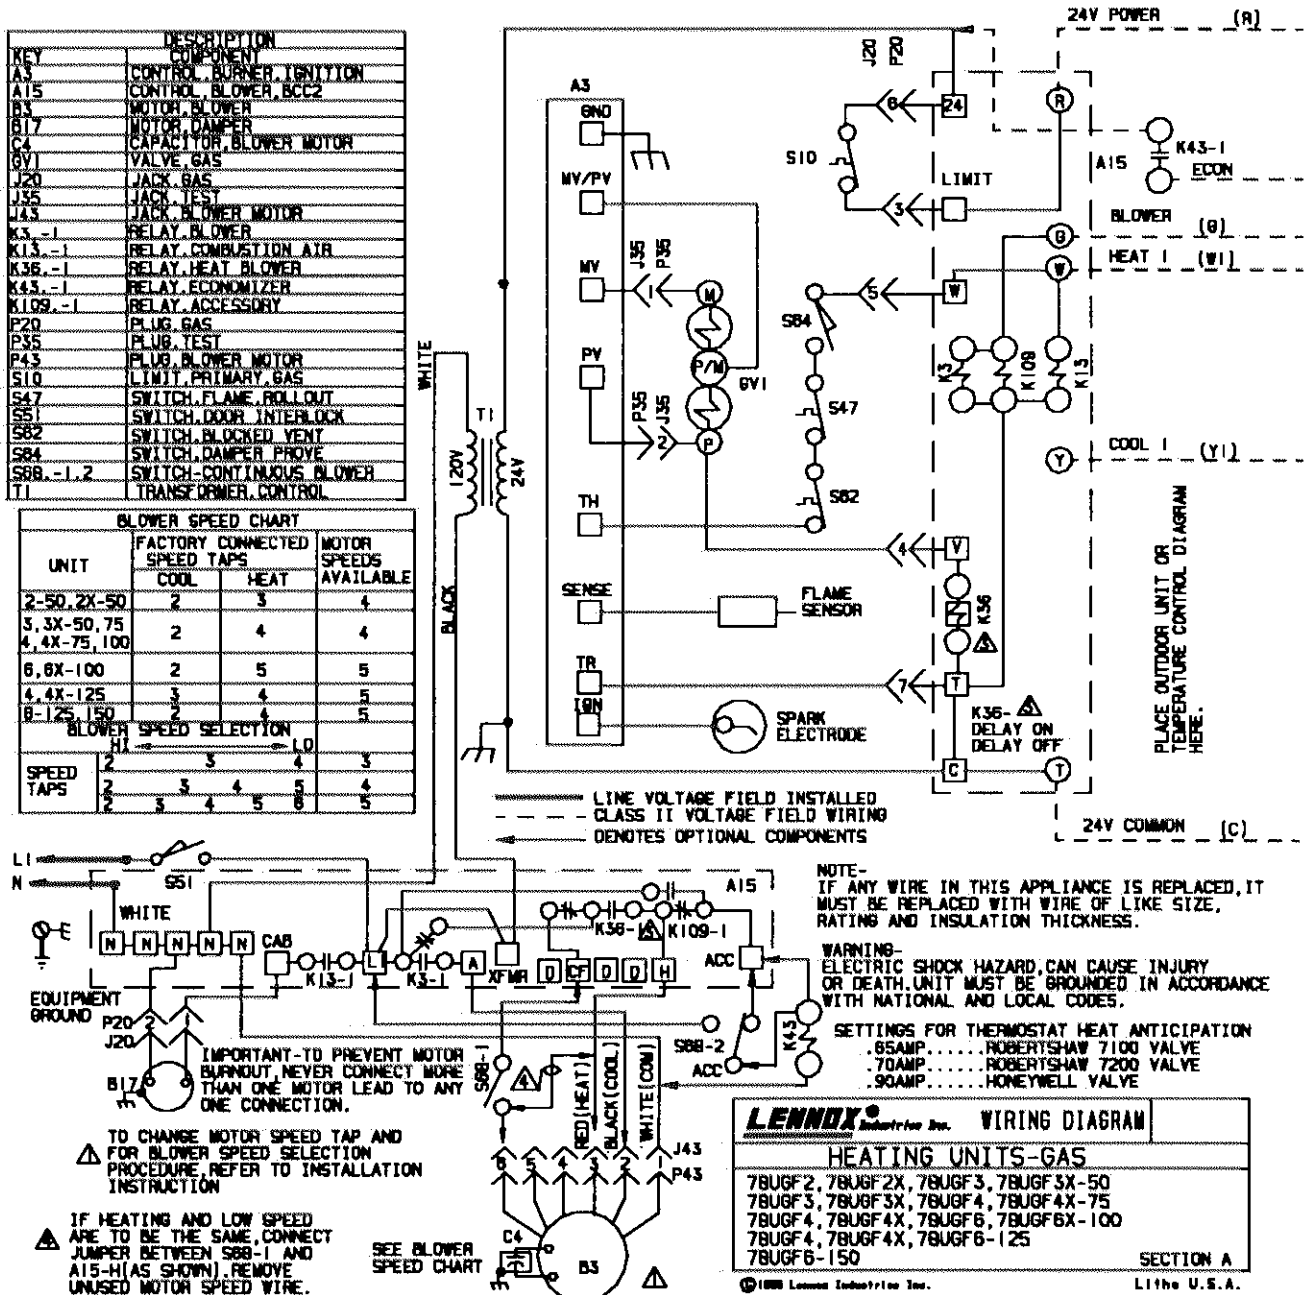 DESCRIPTION
KEY COMPONENT
A3 CONTROL, BURNER, IGNITION
A15 CONTROL, BLOWER, BCC2
B3 MOTOR, BLOWER
B17 MOTOR, DAMPER
C4 CAPACITOR, BLOWER MOTOR
GV1 VALVE, GAS
J20 JACK, GAS
J35 JACK, TEST
J43 JACK, BLOWER MOTOR
K3,-1 RELAY, BLOWER
K13,-1 RELAY, COMBUSTION AIR
K36,-1 RELAY, HEAT BLOWER
K43,-1 RELAY, ECONOMIZER
K109,-1 RELAY, ACCESSORY
P20 PLUG, GAS
P35 PLUG, TEST
P43 PLUG, BLOWER MOTOR
S10 LIMIT, PRIMARY, GAS
S47 SWITCH, FLAME, ROLLOUT
S51 SWITCH, DOOR INTERLOCK
S82 SWITCH, BLOCKED VENT
S84 SWITCH, DAMPER PROVE
S88,-1,2 SWITCH-CONTINUOUS BLOWER
T1 TRANSFORMER, CONTROL
BLOWER SPEED CHART
UNIT
FACTORY CONNECTED SPEED TAPS
MOTOR SPEEDS AVAILABLE
COOL HEAT
2-50,2X-50 2 3 4
3,3X-50,75
4,4X-75,100 2 4 4
6,6X-100 2 5 5
4,4X-125 3 4 5
6-125,150 2 4 5
BLOWER SPEED SELECTION
HI LO
SPEED TAPS
2 3 4 3
2 3 4 5 4
2 3 4 5 6 5
WHITE
BLACK
T1
120V
24V
A3
GND
MV/PV
MV
PV
TH
SENSE
TR
IGN
J35
P35
1
M
P/M
GV1
P35
J35
2
P
FLAME
SENSOR
SPARK
ELECTRODE
J20
P20
6
24
S10
3
LIMIT
5
W
S84
S47
S82
4
V
K36
3
7
T
K36-
3
DELAY ON
DELAY OFF
C
T
24V POWER (R)
R
A15
K43-1
ECON
BLOWER (G)
G
HEAT 1 (W1)
W
K3
K109
K13
COOL 1 (Y1)
Y
PLACE OUTDOOR UNIT OR
TEMPERATURE CONTROL DIAGRAM
HERE.
24V COMMON (C)
LINE VOLTAGE FIELD INSTALLED
CLASS II VOLTAGE FIELD WIRING
DENOTES OPTIONAL COMPONENTS
L1
N
S51
WHITE
A15
N N N N N
CAB
K13-1
L
K3-1
A
XFMR
K36-1
K109-1
D CF D D H
ACC
EQUIPMENT
GROUND
P20 2 1
J20
B17
IMPORTANT-TO PREVENT MOTOR
BURNOUT, NEVER CONNECT MORE
THAN ONE MOTOR LEAD TO ANY
ONE CONNECTION.
S88-1
4
RED(HEAT)
BLACK(COOL)
WHITE(COM)
S88-2
ACC
K43
6 5 4 3 2 1
J43
P43
C4
B3
1
SEE BLOWER
SPEED CHART
1 TO CHANGE MOTOR SPEED TAP AND
FOR BLOWER SPEED SELECTION
PROCEDURE, REFER TO INSTALLATION
INSTRUCTION
4 IF HEATING AND LOW SPEED
ARE TO BE THE SAME, CONNECT
JUMPER BETWEEN S88-1 AND
A15-H(AS SHOWN). REMOVE
UNUSED MOTOR SPEED WIRE.
NOTE-
IF ANY WIRE IN THIS APPLIANCE IS REPLACED, IT
MUST BE REPLACED WITH WIRE OF LIKE SIZE,
RATING AND INSULATION THICKNESS.
WARNING-
ELECTRIC SHOCK HAZARD, CAN CAUSE INJURY
OR DEATH. UNIT MUST BE GROUNDED IN ACCORDANCE
WITH NATIONAL AND LOCAL CODES.
SETTINGS FOR THERMOSTAT HEAT ANTICIPATION
.65AMP......ROBERTSHAW 7100 VALVE
.70AMP......ROBERTSHAW 7200 VALVE
.90AMP......HONEYWELL VALVE
LENNOX Industries Inc. WIRING DIAGRAM
HEATING UNITS-GAS
78UGF2,78UGF2X,78UGF3,78UGF3X-50
78UGF3,78UGF3X,78UGF4,78UGF4X-75
78UGF4,78UGF4X,78UGF6,78UGF6X-100
78UGF4,78UGF4X,78UGF6-125
78UGF6-150
SECTION A
Lennox Industries Inc.
Litho U.S.A.